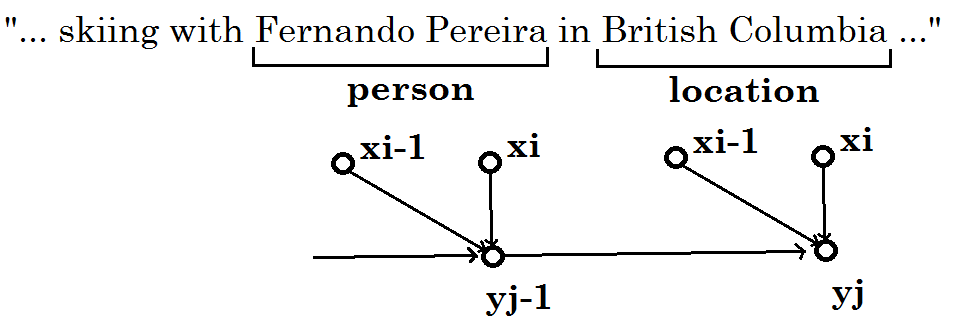 "... skiing with Fernando Pereira in British Columbia ..."
person location
xi-1 xi xi-1 xi
yj-1 yj